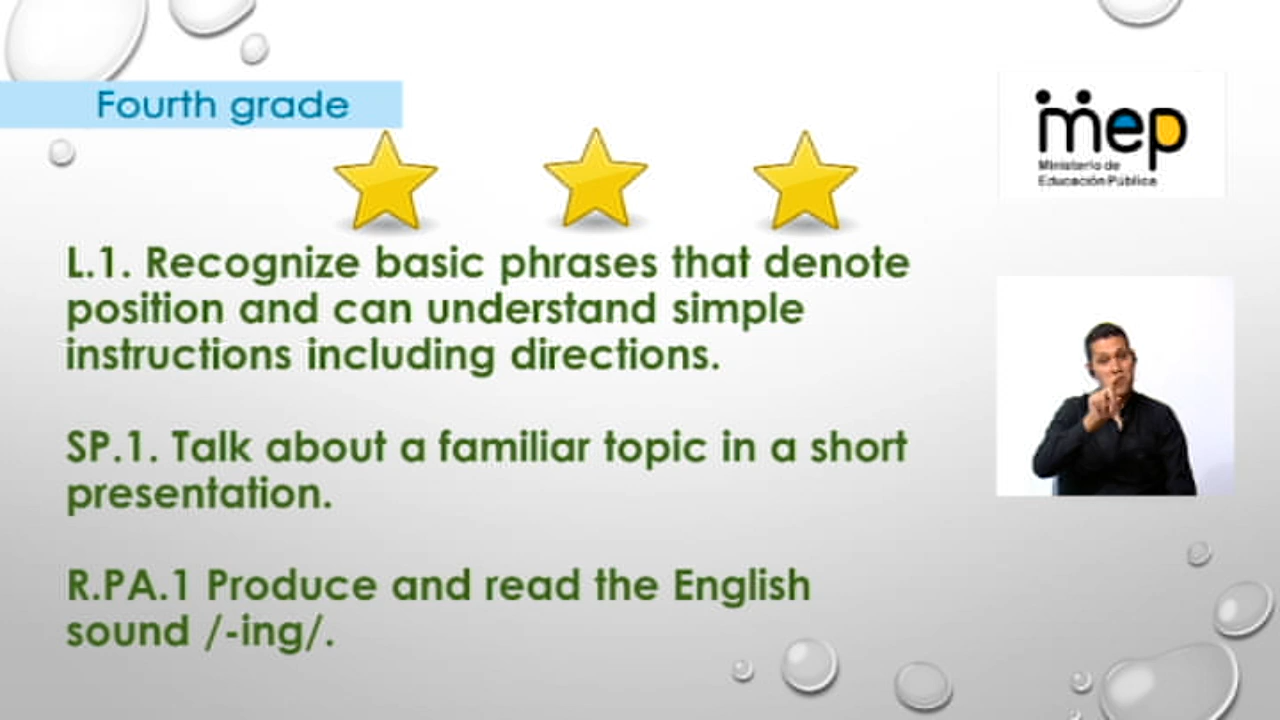 Fourth grade
mep
Ministerio de
Educación Pública
L.1. Recognize basic phrases that denote
position and can understand simple
instructions including directions.
SP.1. Talk about a familiar topic in a short
presentation.
R.PA.1 Produce and read the English
sound /-ing/.